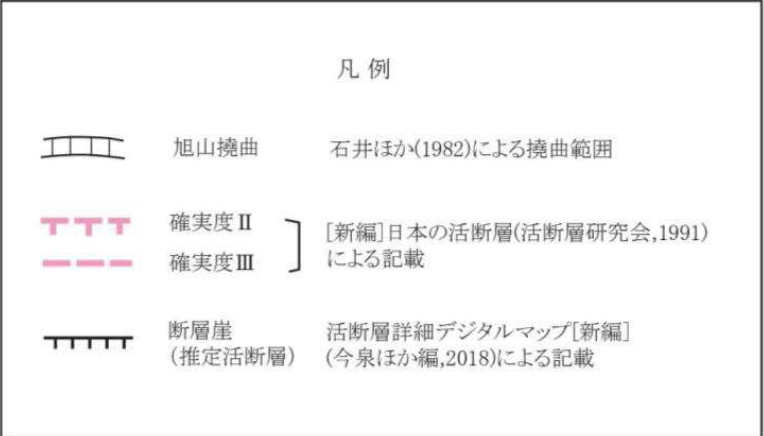 凡 例
旭山撓曲 石井ほか(1982)による撓曲範囲
確実度Ⅱ
確実度Ⅲ
[新編]日本の活断層(活断層研究会,1991)
による記載
断層崖
(推定活断層)
活断層詳細デジタルマップ[新編]
(今泉ほか編,2018)による記載